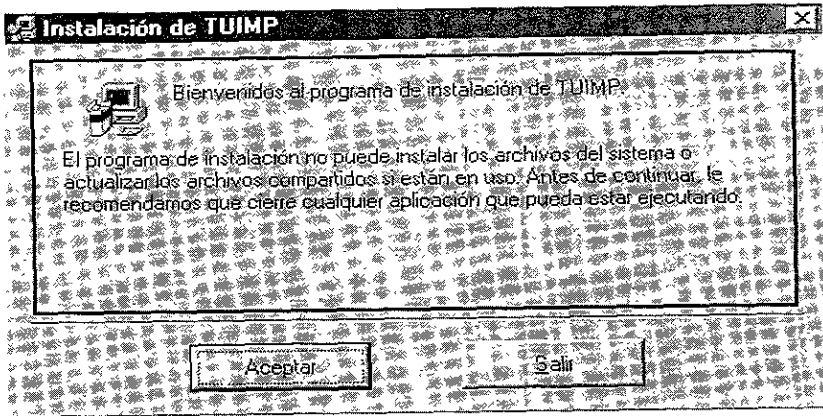 Instalación de TUIMP
Bienvenidos al programa de instalación de TUIMP.
El programa de instalación no puede instalar los archivos del sistema o
actualizar los archivos compartidos si están en uso. Antes de continuar, le
recomendamos que cierre cualquier aplicación que pueda estar ejecutando.
Aceptar
Salir